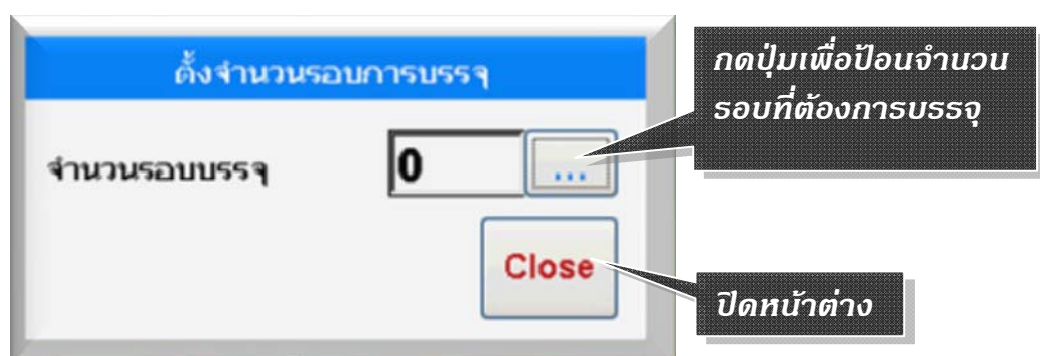 ตั้งจำนวนรอบการบรรจุ
กดปุ่มเพื่อป้อนจำนวน
รอบที่ต้องการบรรจุ
จำนวนรอบบรรจุ
0
...
Close
ปิดหน้าต่าง